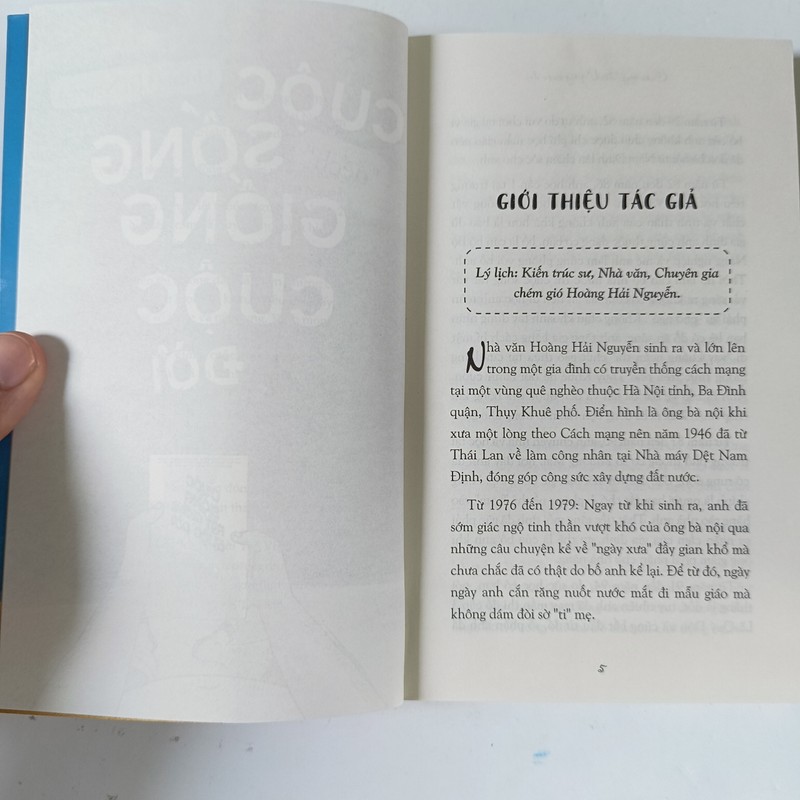 CUỘC
SỐNG
GIỐNG
CUỘC
ĐỜI
GIỚI THIỆU TÁC GIẢ
Lý lịch: Kiến trúc sư, Nhà văn, Chuyên gia
chém gió Hoàng Hải Nguyễn.
Nhà văn Hoàng Hải Nguyễn sinh ra và lớn lên
trong một gia đình có truyền thống cách mạng
tại một vùng quê nghèo thuộc Hà Nội tỉnh, Ba Đình
quận, Thụy Khuê phố. Điển hình là ông bà nội khi
xưa một lòng theo Cách mạng nên năm 1946 đã từ
Thái Lan về làm công nhân tại Nhà máy Dệt Nam
Định, đóng góp công sức xây dựng đất nước.
Từ 1976 đến 1979: Ngay từ khi sinh ra, anh đã
sớm giác ngộ tinh thần vượt khó của ông bà nội qua
những câu chuyện kể về "ngày xưa" đầy gian khổ mà
chưa chắc đã có thật do bố anh kể lại. Để từ đó, ngày
ngày anh cắn răng nuốt nước mắt đi mẫu giáo mà
không dám đòi sờ "ti" mẹ.
5